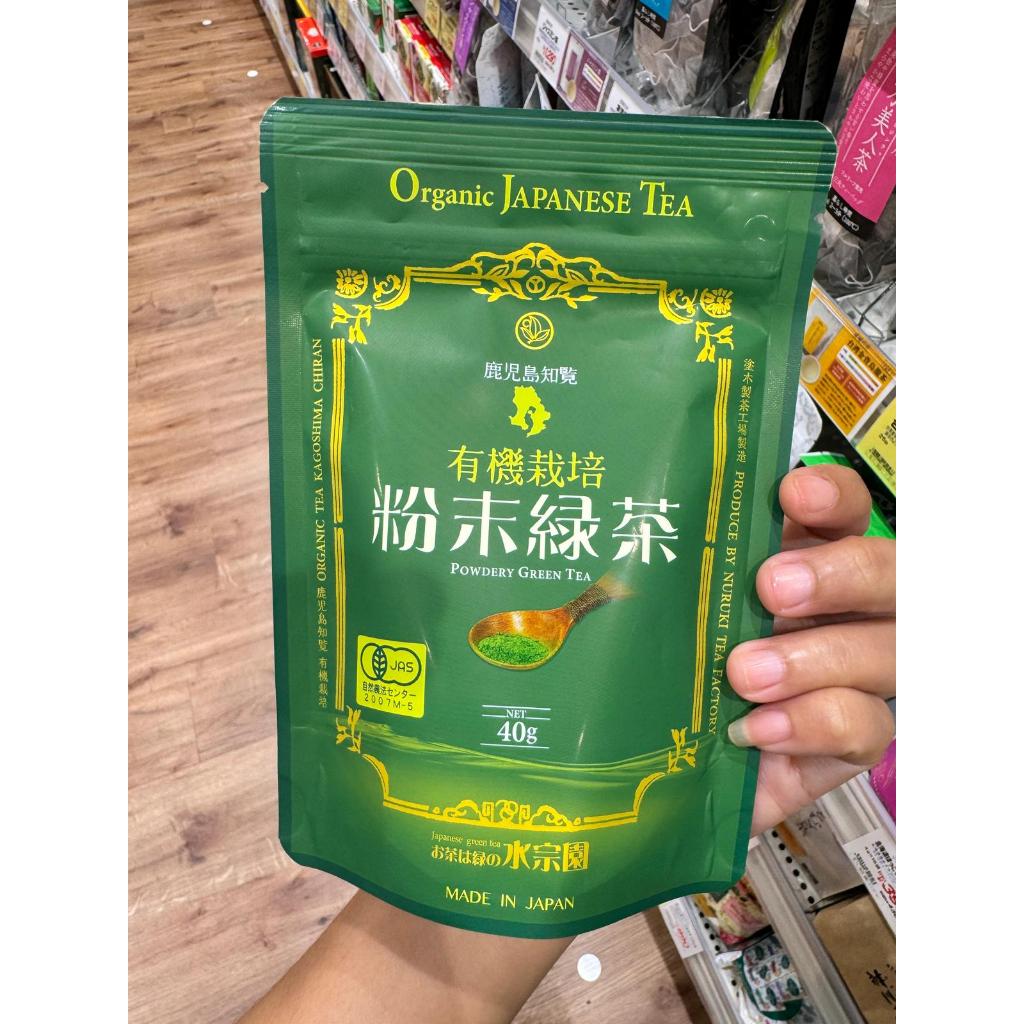 Organic JAPANESE TEA
鹿児島知覧
有機栽培
粉末緑茶
POWDERY GREEN TEA
ORGANIC TEA KAGOSHIMA CHIRAN
鹿児島知覧 有機栽培
塗木製茶工場製造
PRODUCE BY NURUKI TEA FACTORY
JAS
自然農法センター
2007M-5
NET
40g
Japanese green tea
お茶は緑の水宗園
MADE IN JAPAN
美人茶